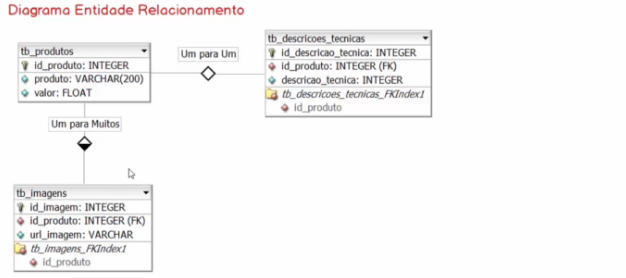 Diagrama Entidade Relacionamento
tb_produtos
id_produto: INTEGER
produto: VARCHAR(200)
valor: FLOAT
Um para Um
tb_descricoes_tecnicas
id_descricao_tecnica: INTEGER
id_produto: INTEGER (FK)
descricao_tecnica: INTEGER
tb_descricoes_tecnicas_FKIndex1
id_produto
Um para Muitos
tb_imagens
id_imagem: INTEGER
id_produto: INTEGER (FK)
url_imagem: VARCHAR
tb_imagens_FKIndex1
id_produto